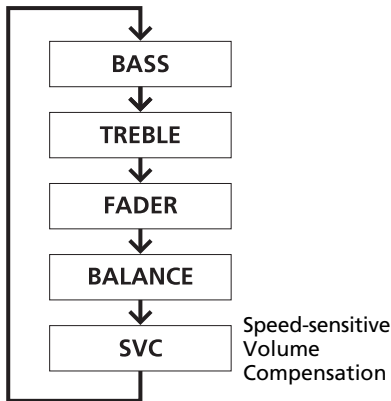 BASS
TREBLE
FADER
BALANCE
SVC
Speed-sensitive
Volume
Compensation